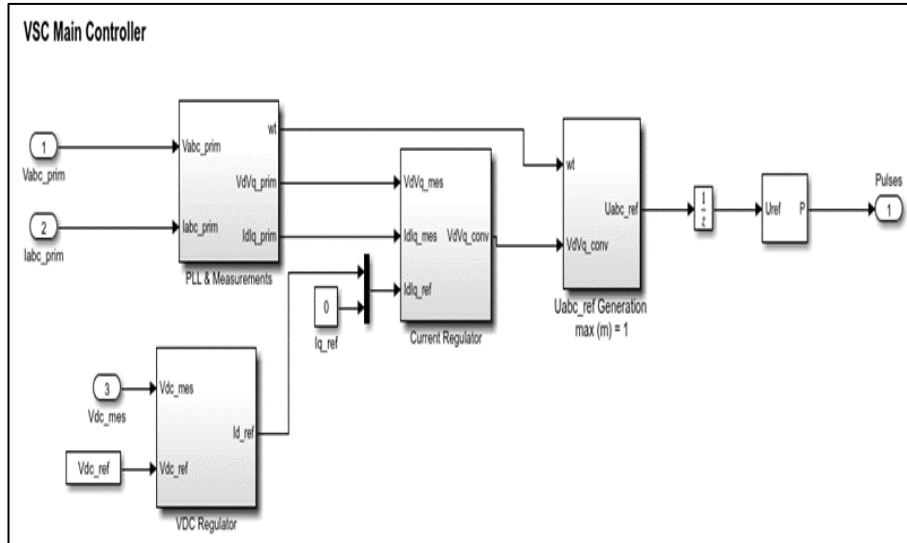 VSC Main Controller
1
Vabc_prim
2
Iabc_prim
Vabc_prim
Iabc_prim
wt
VdVq_prim
IdIq_prim
PLL & Measurements
0
Iq_ref
VdVq_mes
IdIq_mes
IdIq_ref
VdVq_conv
Current Regulator
wt
VdVq_conv
Uabc_ref
Uabc_ref Generation
max (m) = 1
1
z
Uref
P
Pulses
1
3
Vdc_mes
Vdc_ref
Vdc_mes
Vdc_ref
Id_ref
VDC Regulator